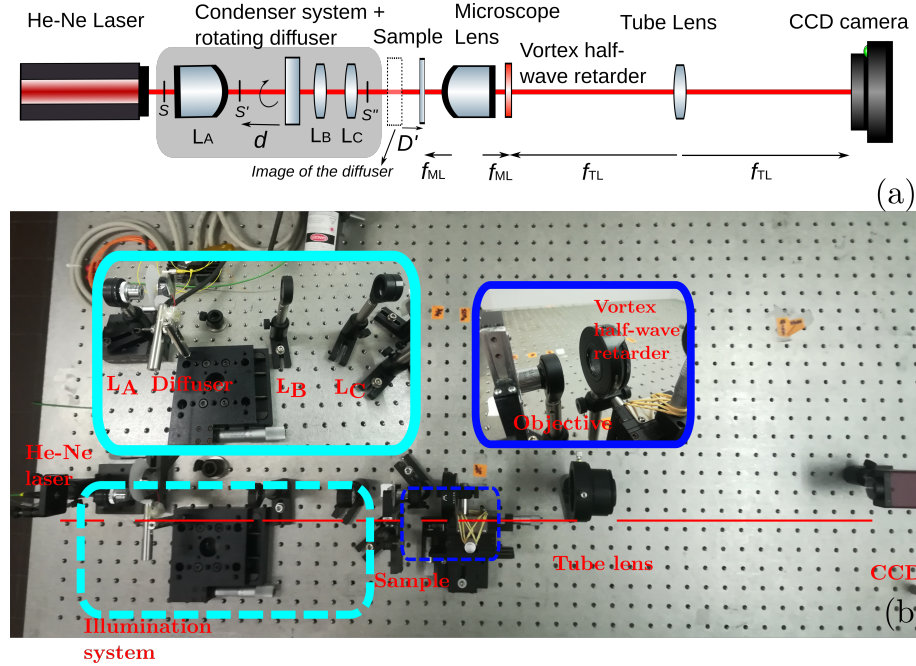 He-Ne Laser
Condenser system +
rotating diffuser
Sample
Microscope
Lens
Vortex half-
wave retarder
Tube Lens
CCD camera
S
S'
S"
LA
d
LB
LC
D'
Image of the diffuser
fML
fML
fTL
fTL
(a)
Vortex
half-wave
retarder
LA
Diffuser
LB
LC
Objective
He-Ne
laser
Sample
Tube lens
CCD
(b
Illumination
system